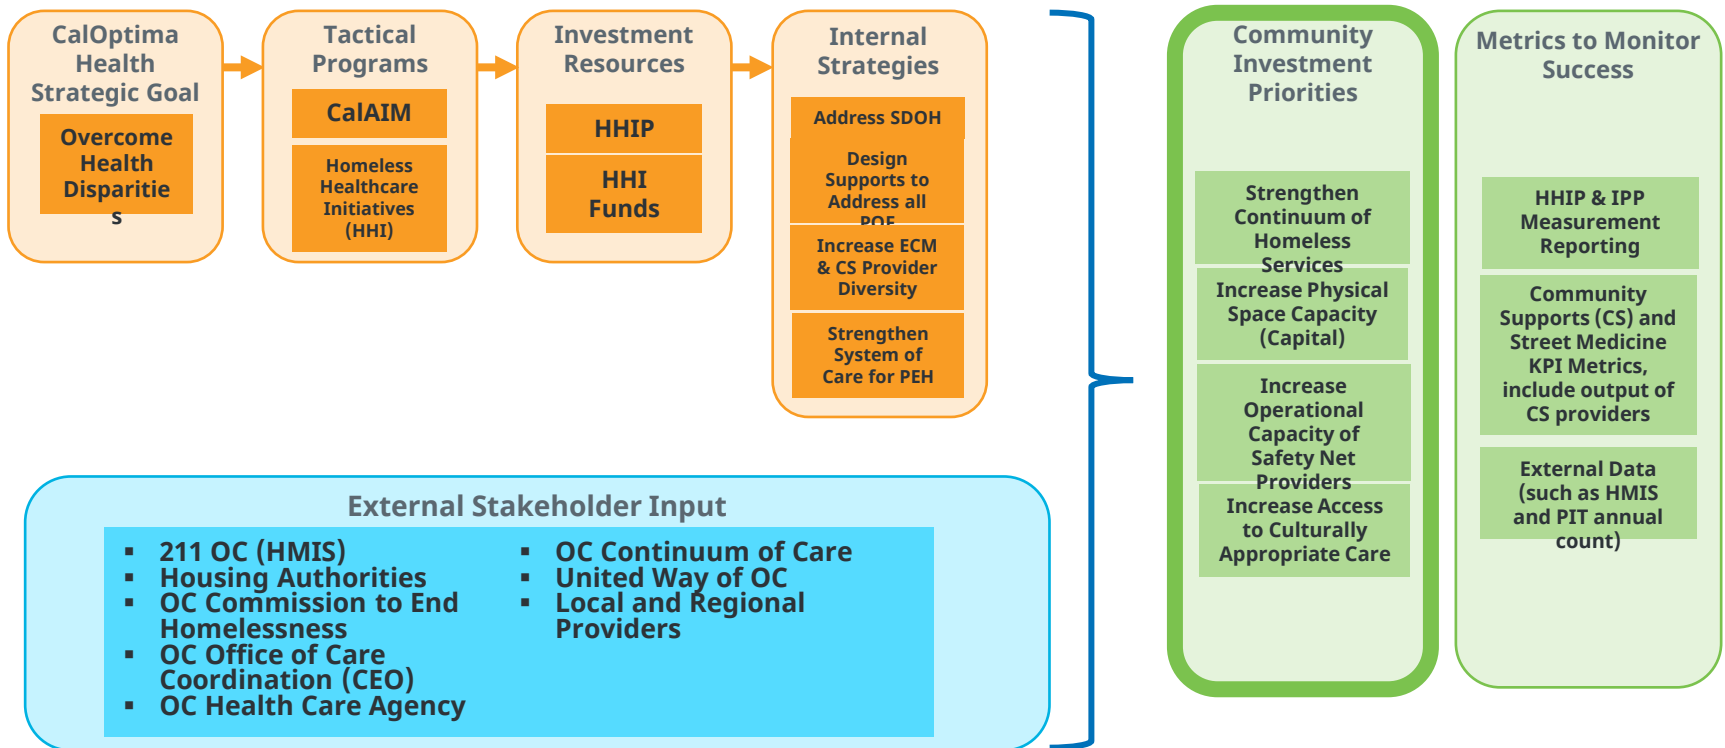 CalOptima
Health
Strategic Goal
Overcome
Health
Disparitie
s
Tactical
Programs
CalAIM
Homeless
Healthcare
Initiatives
(HHI)
Investment
Resources
HHIP
HHI
Funds
Internal
Strategies
Address SDOH
Design
Supports to
Address all
POF
Increase ECM
& CS Provider
Diversity
Strengthen
System of
Care for PEH
External Stakeholder Input
▪ 211 OC (HMIS)
▪ Housing Authorities
▪ OC Commission to End
Homelessness
▪ OC Office of Care
Coordination (CEO)
▪ OC Health Care Agency
▪ OC Continuum of Care
▪ United Way of OC
▪ Local and Regional
Providers
Community
Investment
Priorities
Strengthen
Continuum of
Homeless
Services
Increase Physical
Space Capacity
(Capital)
Increase
Operational
Capacity of
Safety Net
Providers
Increase Access
to Culturally
Appropriate Care
Metrics to Monitor
Success
HHIP & IPP
Measurement
Reporting
Community
Supports (CS) and
Street Medicine
KPI Metrics,
include output of
CS providers
External Data
(such as HMIS
and PIT annual
count)